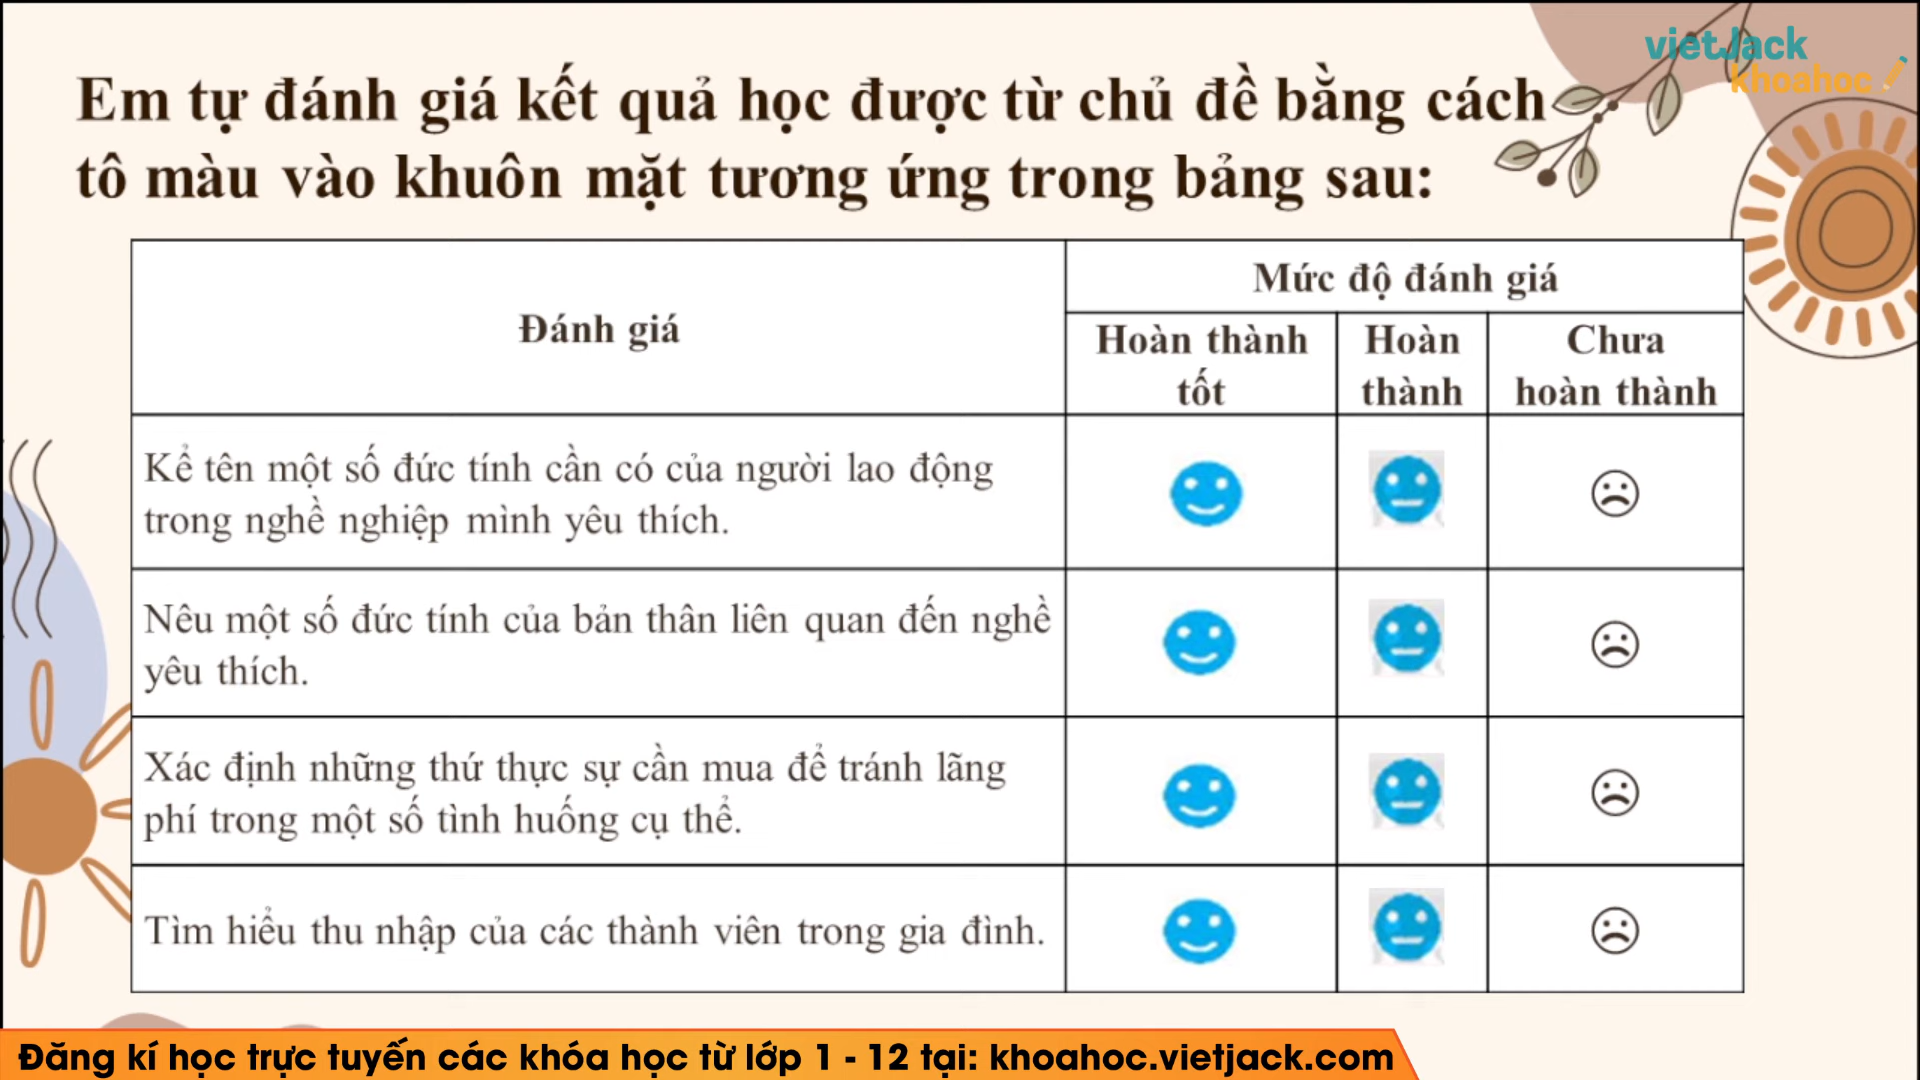 vietJack
khoahoc
Em tự đánh giá kết quả học được từ chủ đề bằng cách
tô màu vào khuôn mặt tương ứng trong bảng sau:
Đánh giá
Mức độ đánh giá
Hoàn thành
tốt
Hoàn
thành
Chưa
hoàn thành
Kể tên một số đức tính cần có của người lao động
trong nghề nghiệp mình yêu thích.
Nêu một số đức tính của bản thân liên quan đến nghề
yêu thích.
Xác định những thứ thực sự cần mua để tránh lãng
phí trong một số tình huống cụ thể.
Tìm hiểu thu nhập của các thành viên trong gia đình.
Đăng kí học trực tuyến các khóa học từ lớp 1 - 12 tại: khoahoc.vietjack.com